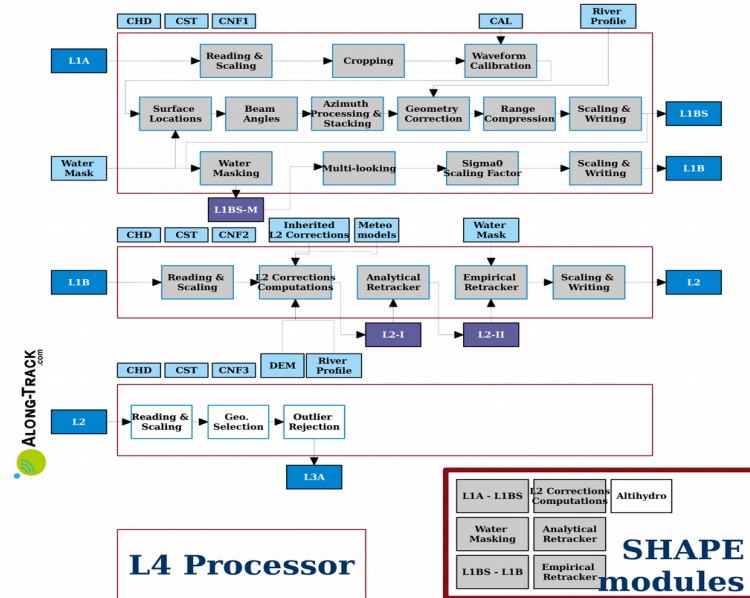 CHD CST CNF1
CAL
River
Profile
L1A
Reading &
Scaling
Cropping
Waveform
Calibration
Surface
Locations
Beam
Angles
Azimuth
Processing &
Stacking
Geometry
Correction
Range
Compression
Scaling &
Writing
L1BS
Water
Mask
Water
Masking
Multi-looking
Sigma0
Scaling Factor
Scaling &
Writing
L1B
L1BS-M
CHD CST CNF2
Inherited
L2 Corrections
Meteo
models
Water
Mask
L1B
Reading &
Scaling
L2 Corrections
Computations
Analytical
Retracker
Empirical
Retracker
Scaling &
Writing
L2
L2-I
L2-II
CHD CST CNF3
DEM
River
Profile
L2
Reading &
Scaling
Geo.
Selection
Outlier
Rejection
L3A
ALONG-TRACK
.com
L4 Processor
L1A - L1BS
L2 Corrections
Computations
Altihydro
Water
Masking
Analytical
Retracker
L1BS - L1B
Empirical
Retracker
SHAPE
modules